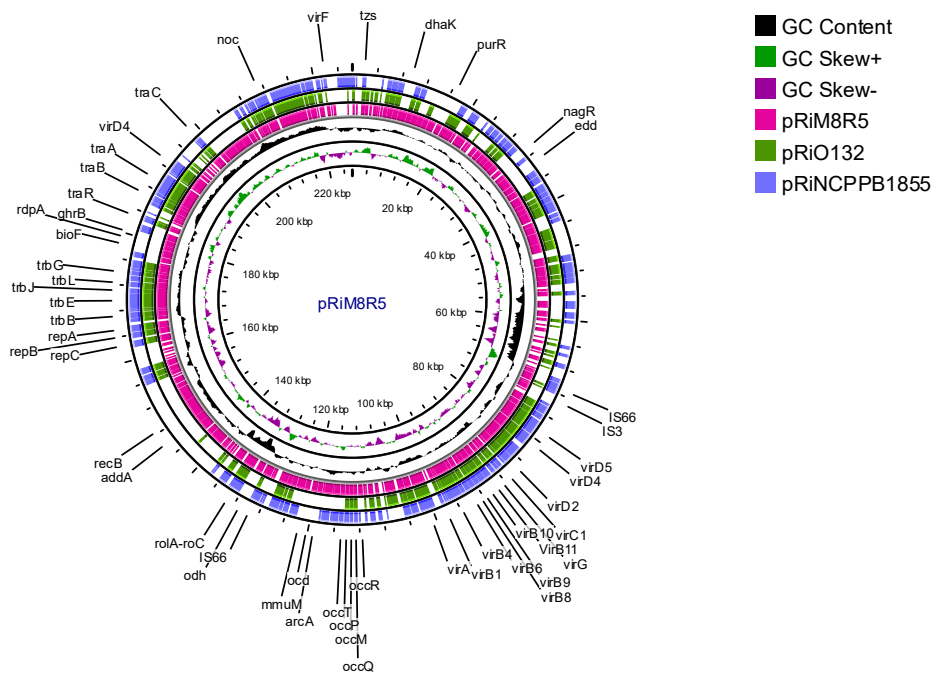 virF
tzs
dhaK
purR
noc
nagR
edd
traC
virD4
traA
traB
traR
rdpA
ghrB
bioF
trbG
trbL
trbJ
trbE
trbB
repA
repB
repC
recB
addA
rolA-roC
IS66
odh
ocd
mmuM
arcA
occR
occT
occP
occM
occQ
virA
virB1
virB4
virB6
virB8
virB9
virB10
VirB11
virG
virC1
virD2
virD4
virD5
IS3
IS66
220 kbp
20 kbp
40 kbp
60 kbp
80 kbp
100 kbp
120 kbp
140 kbp
160 kbp
180 kbp
200 kbp
pRiM8R5
GC Content
GC Skew+
GC Skew-
pRiM8R5
pRiO132
pRiNCPPB1855